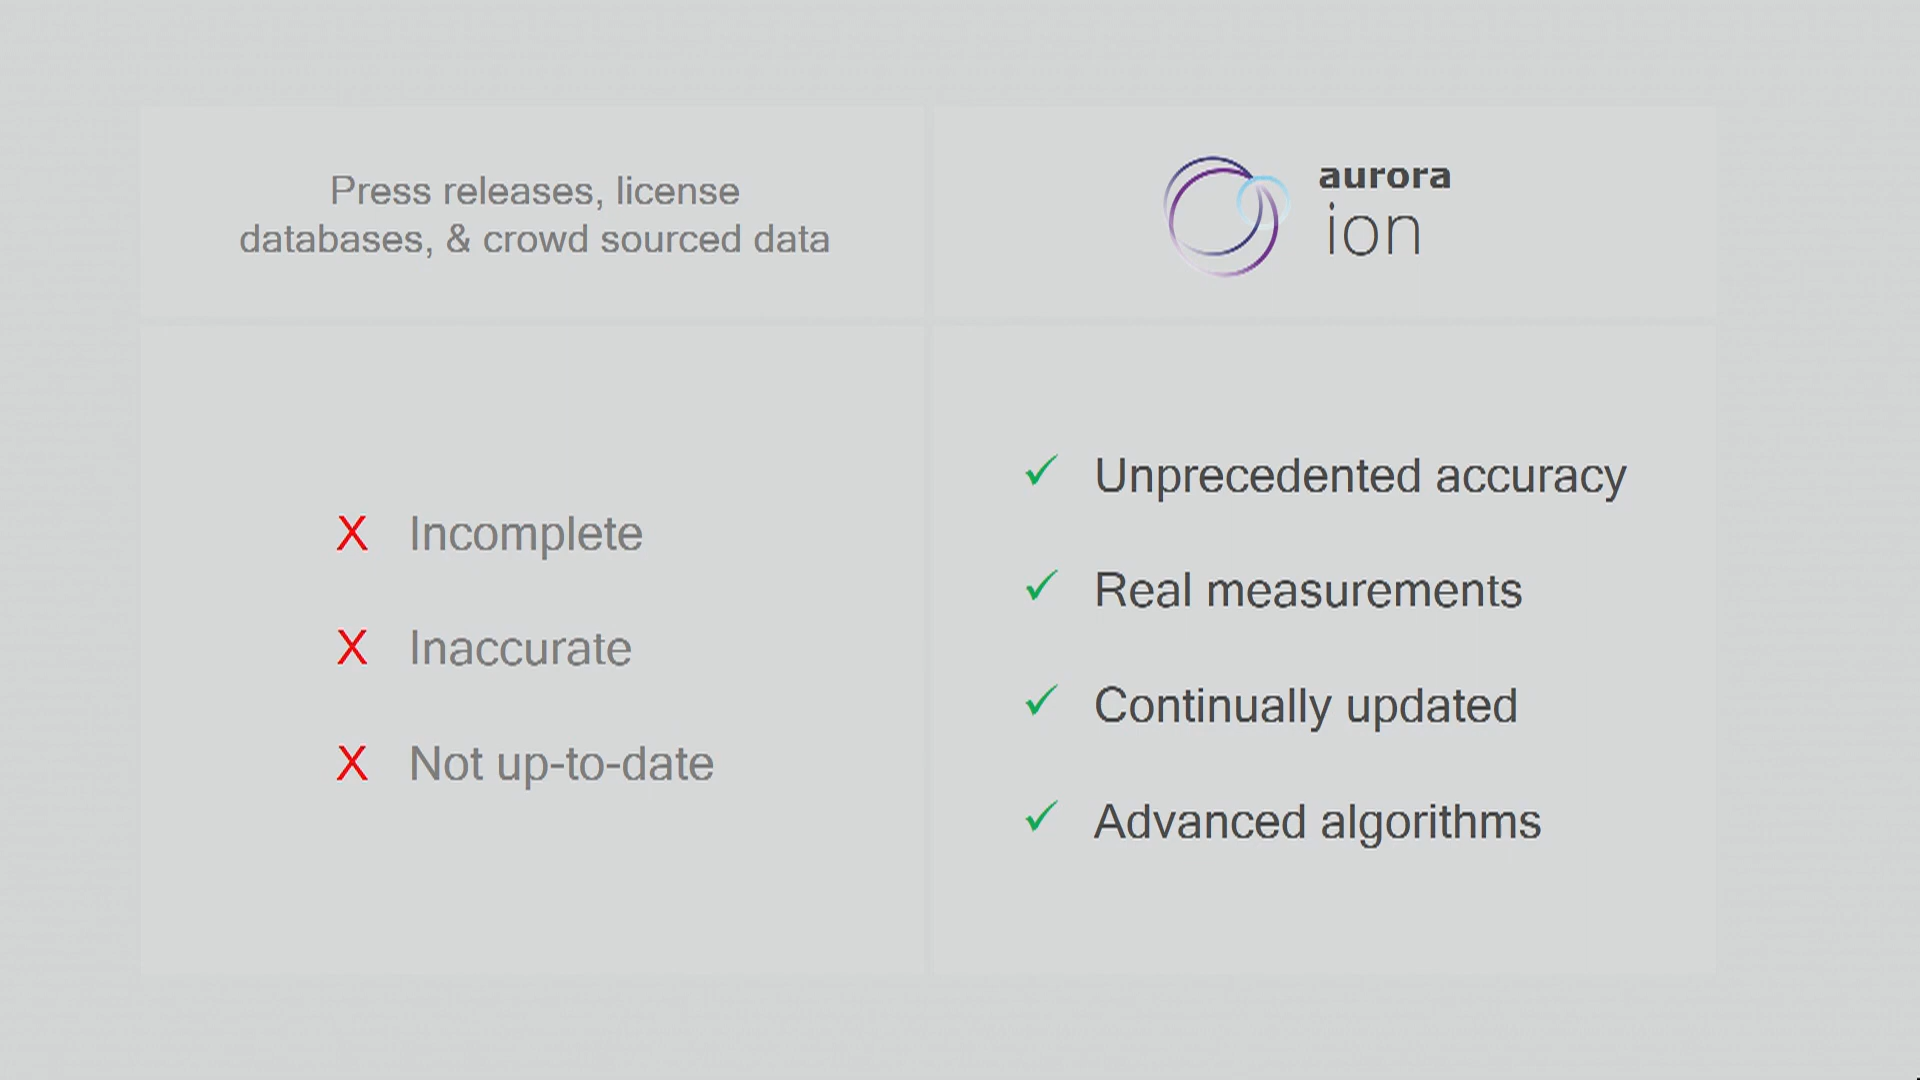 Press releases, license
databases, & crowd sourced data
aurora
ion
X Incomplete
X Inaccurate
X Not up-to-date
✓ Unprecedented accuracy
✓ Real measurements
✓ Continually updated
✓ Advanced algorithms